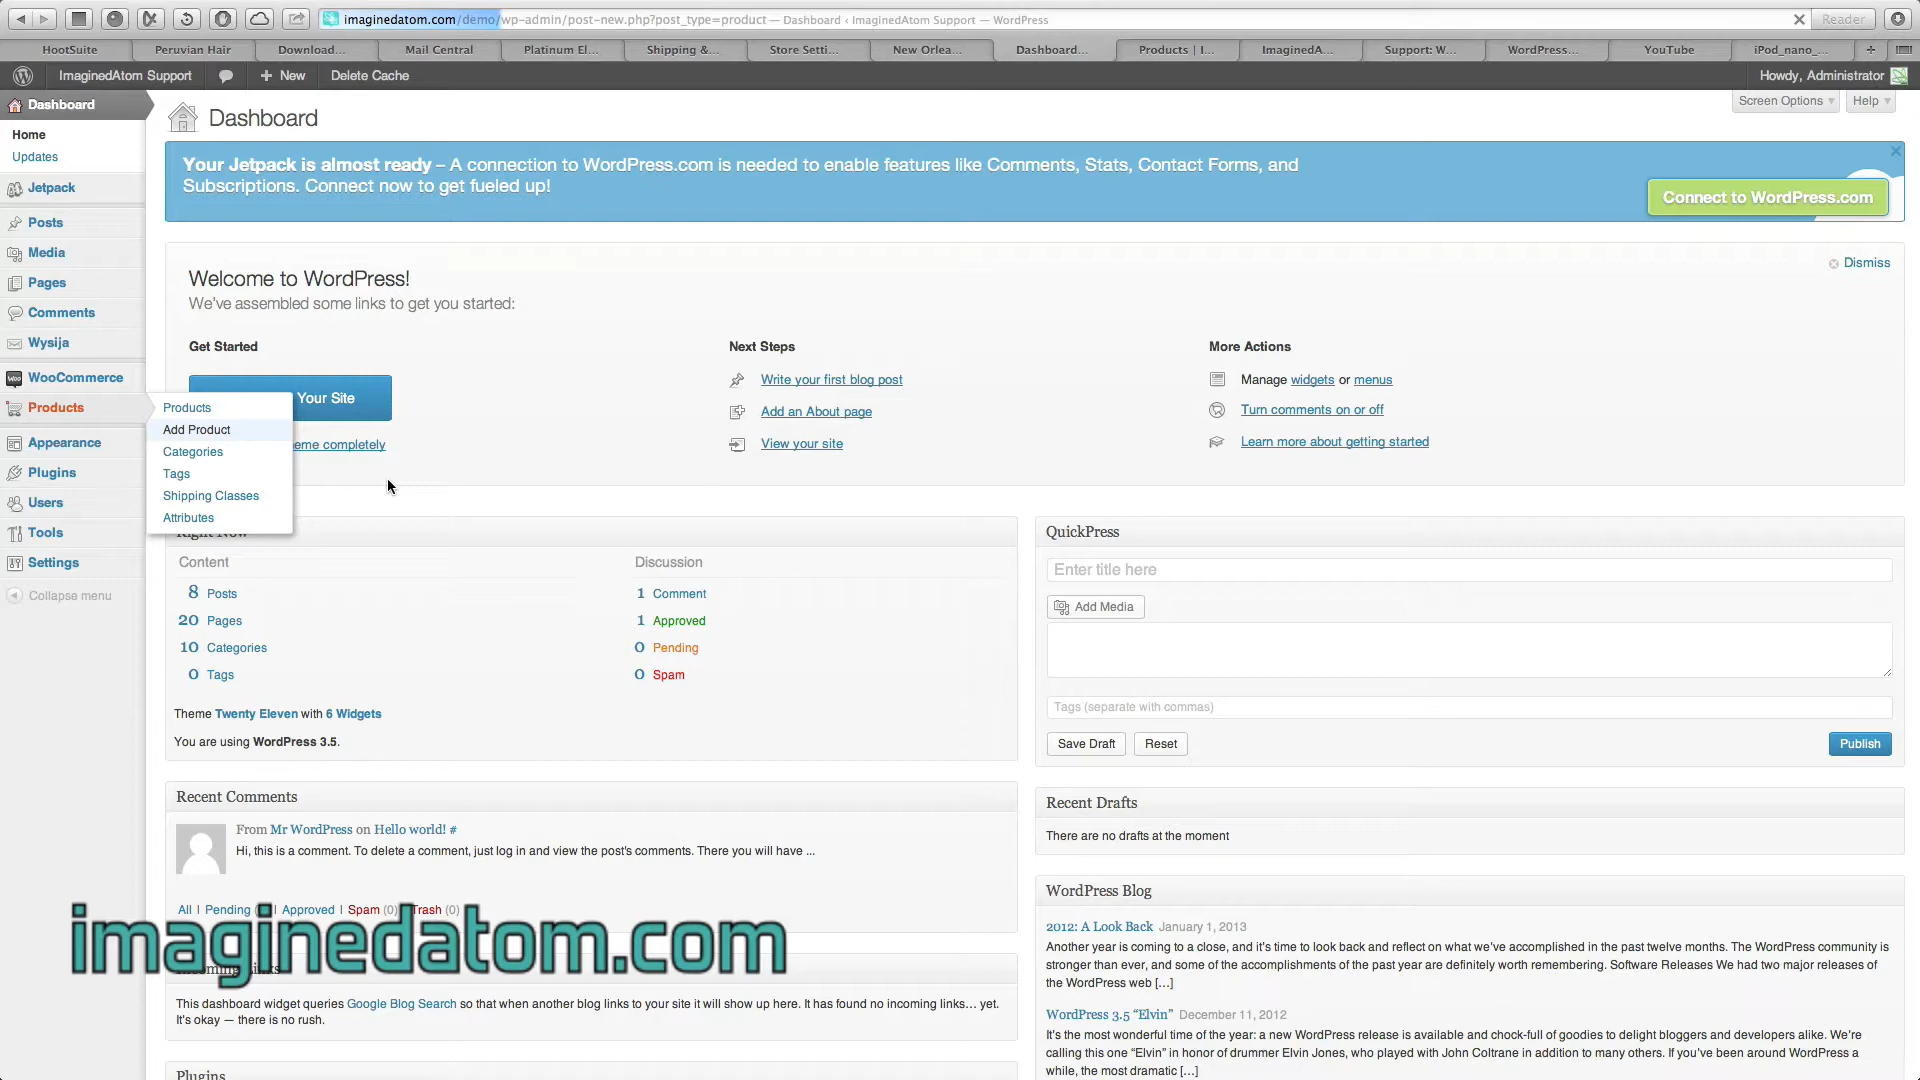 imaginedatom.com/demo/wp-admin/post-new.php?post_type=product — Dashboard ‹ ImaginedAtom Support — WordPress
Reader
HootSuite
Peruvian Hair
Download...
Mail Central
Platinum El...
Shipping &...
Store Setti...
New Orlea...
Dashboard...
Products | I...
ImaginedA...
Support: W...
WordPress...
YouTube
iPod_nano_...
ImaginedAtom Support
+ New
Delete Cache
Howdy, Administrator
Dashboard
Home
Updates
Jetpack
Posts
Media
Pages
Comments
Wysija
WooCommerce
Products
Appearance
Plugins
Users
Tools
Settings
Collapse menu
Products
Add Product
Categories
Tags
Shipping Classes
Attributes
Dashboard
Screen Options
Help
Your Jetpack is almost ready – A connection to WordPress.com is needed to enable features like Comments, Stats, Contact Forms, and
Subscriptions. Connect now to get fueled up!
Connect to WordPress.com
Welcome to WordPress!
We've assembled some links to get you started:
Dismiss
Get Started
Your Site
eme completely
Next Steps
Write your first blog post
Add an About page
View your site
More Actions
Manage widgets or menus
Turn comments on or off
Learn more about getting started
Right Now
Content
8 Posts
20 Pages
10 Categories
0 Tags
Discussion
1 Comment
1 Approved
0 Pending
0 Spam
Theme Twenty Eleven with 6 Widgets
You are using WordPress 3.5.
Recent Comments
From Mr WordPress on Hello world! #
Hi, this is a comment. To delete a comment, just log in and view the post's comments. There you will have ...
All | Pending | Approved | Spam (0) Trash (0)
imaginedatom.com
This dashboard widget queries Google Blog Search so that when another blog links to your site it will show up here. It has found no incoming links… yet.
It's okay — there is no rush.
Plugins
QuickPress
Enter title here
Add Media
Tags (separate with commas)
Save Draft
Reset
Publish
Recent Drafts
There are no drafts at the moment
WordPress Blog
2012: A Look Back January 1, 2013
Another year is coming to a close, and it's time to look back and reflect on what we've accomplished in the past twelve months. The WordPress community is
stronger than ever, and some of the accomplishments of the past year are definitely worth remembering. Software Releases We had two major releases of
the WordPress web […]
WordPress 3.5 “Elvin” December 11, 2012
It's the most wonderful time of the year: a new WordPress release is available and chock-full of goodies to delight bloggers and developers alike. We're
calling this one “Elvin” in honor of drummer Elvin Jones, who played with John Coltrane in addition to many others. If you've been around WordPress a
while, the most dramatic […]